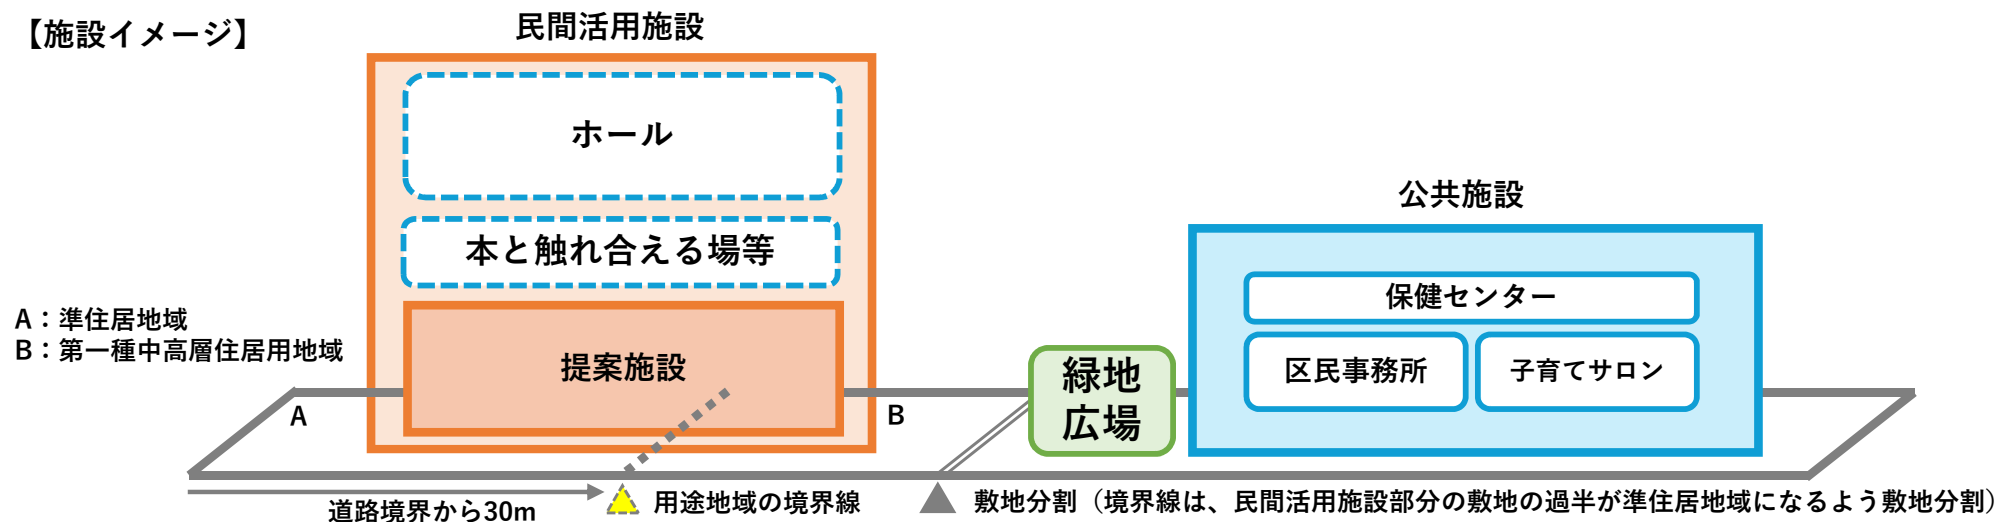 【施設イメージ】
民間活用施設
ホール
本と触れ合える場等
提案施設
A：準住居地域
B：第一種中高層住居用地域
A
B
緑地
広場
公共施設
保健センター
区民事務所
子育てサロン
道路境界から30m
用途地域の境界線
敷地分割（境界線は、民間活用施設部分の敷地の過半が準住居地域になるよう敷地分割）